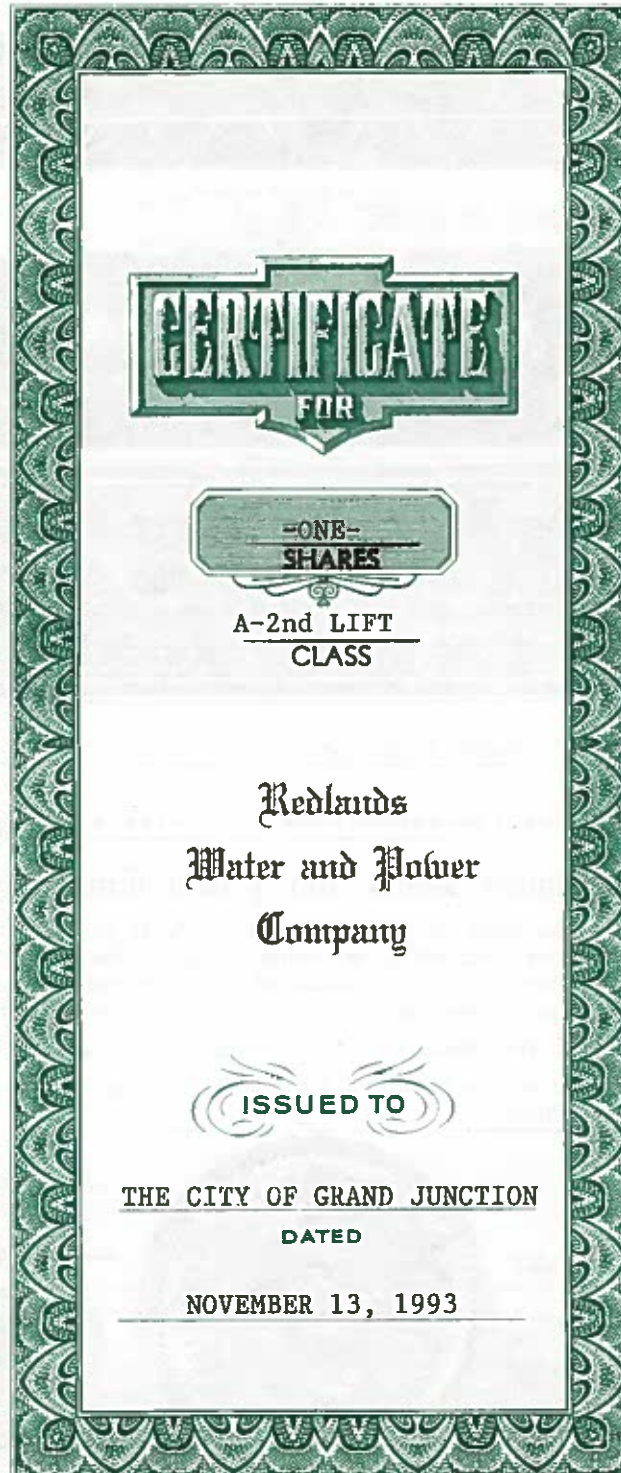 CERTIFICATE
FOR
-ONE-
SHARES
A-2nd LIFT
CLASS
Redlands
Water and Power
Company
ISSUED TO
THE CITY OF GRAND JUNCTION
DATED
NOVEMBER 13, 1993